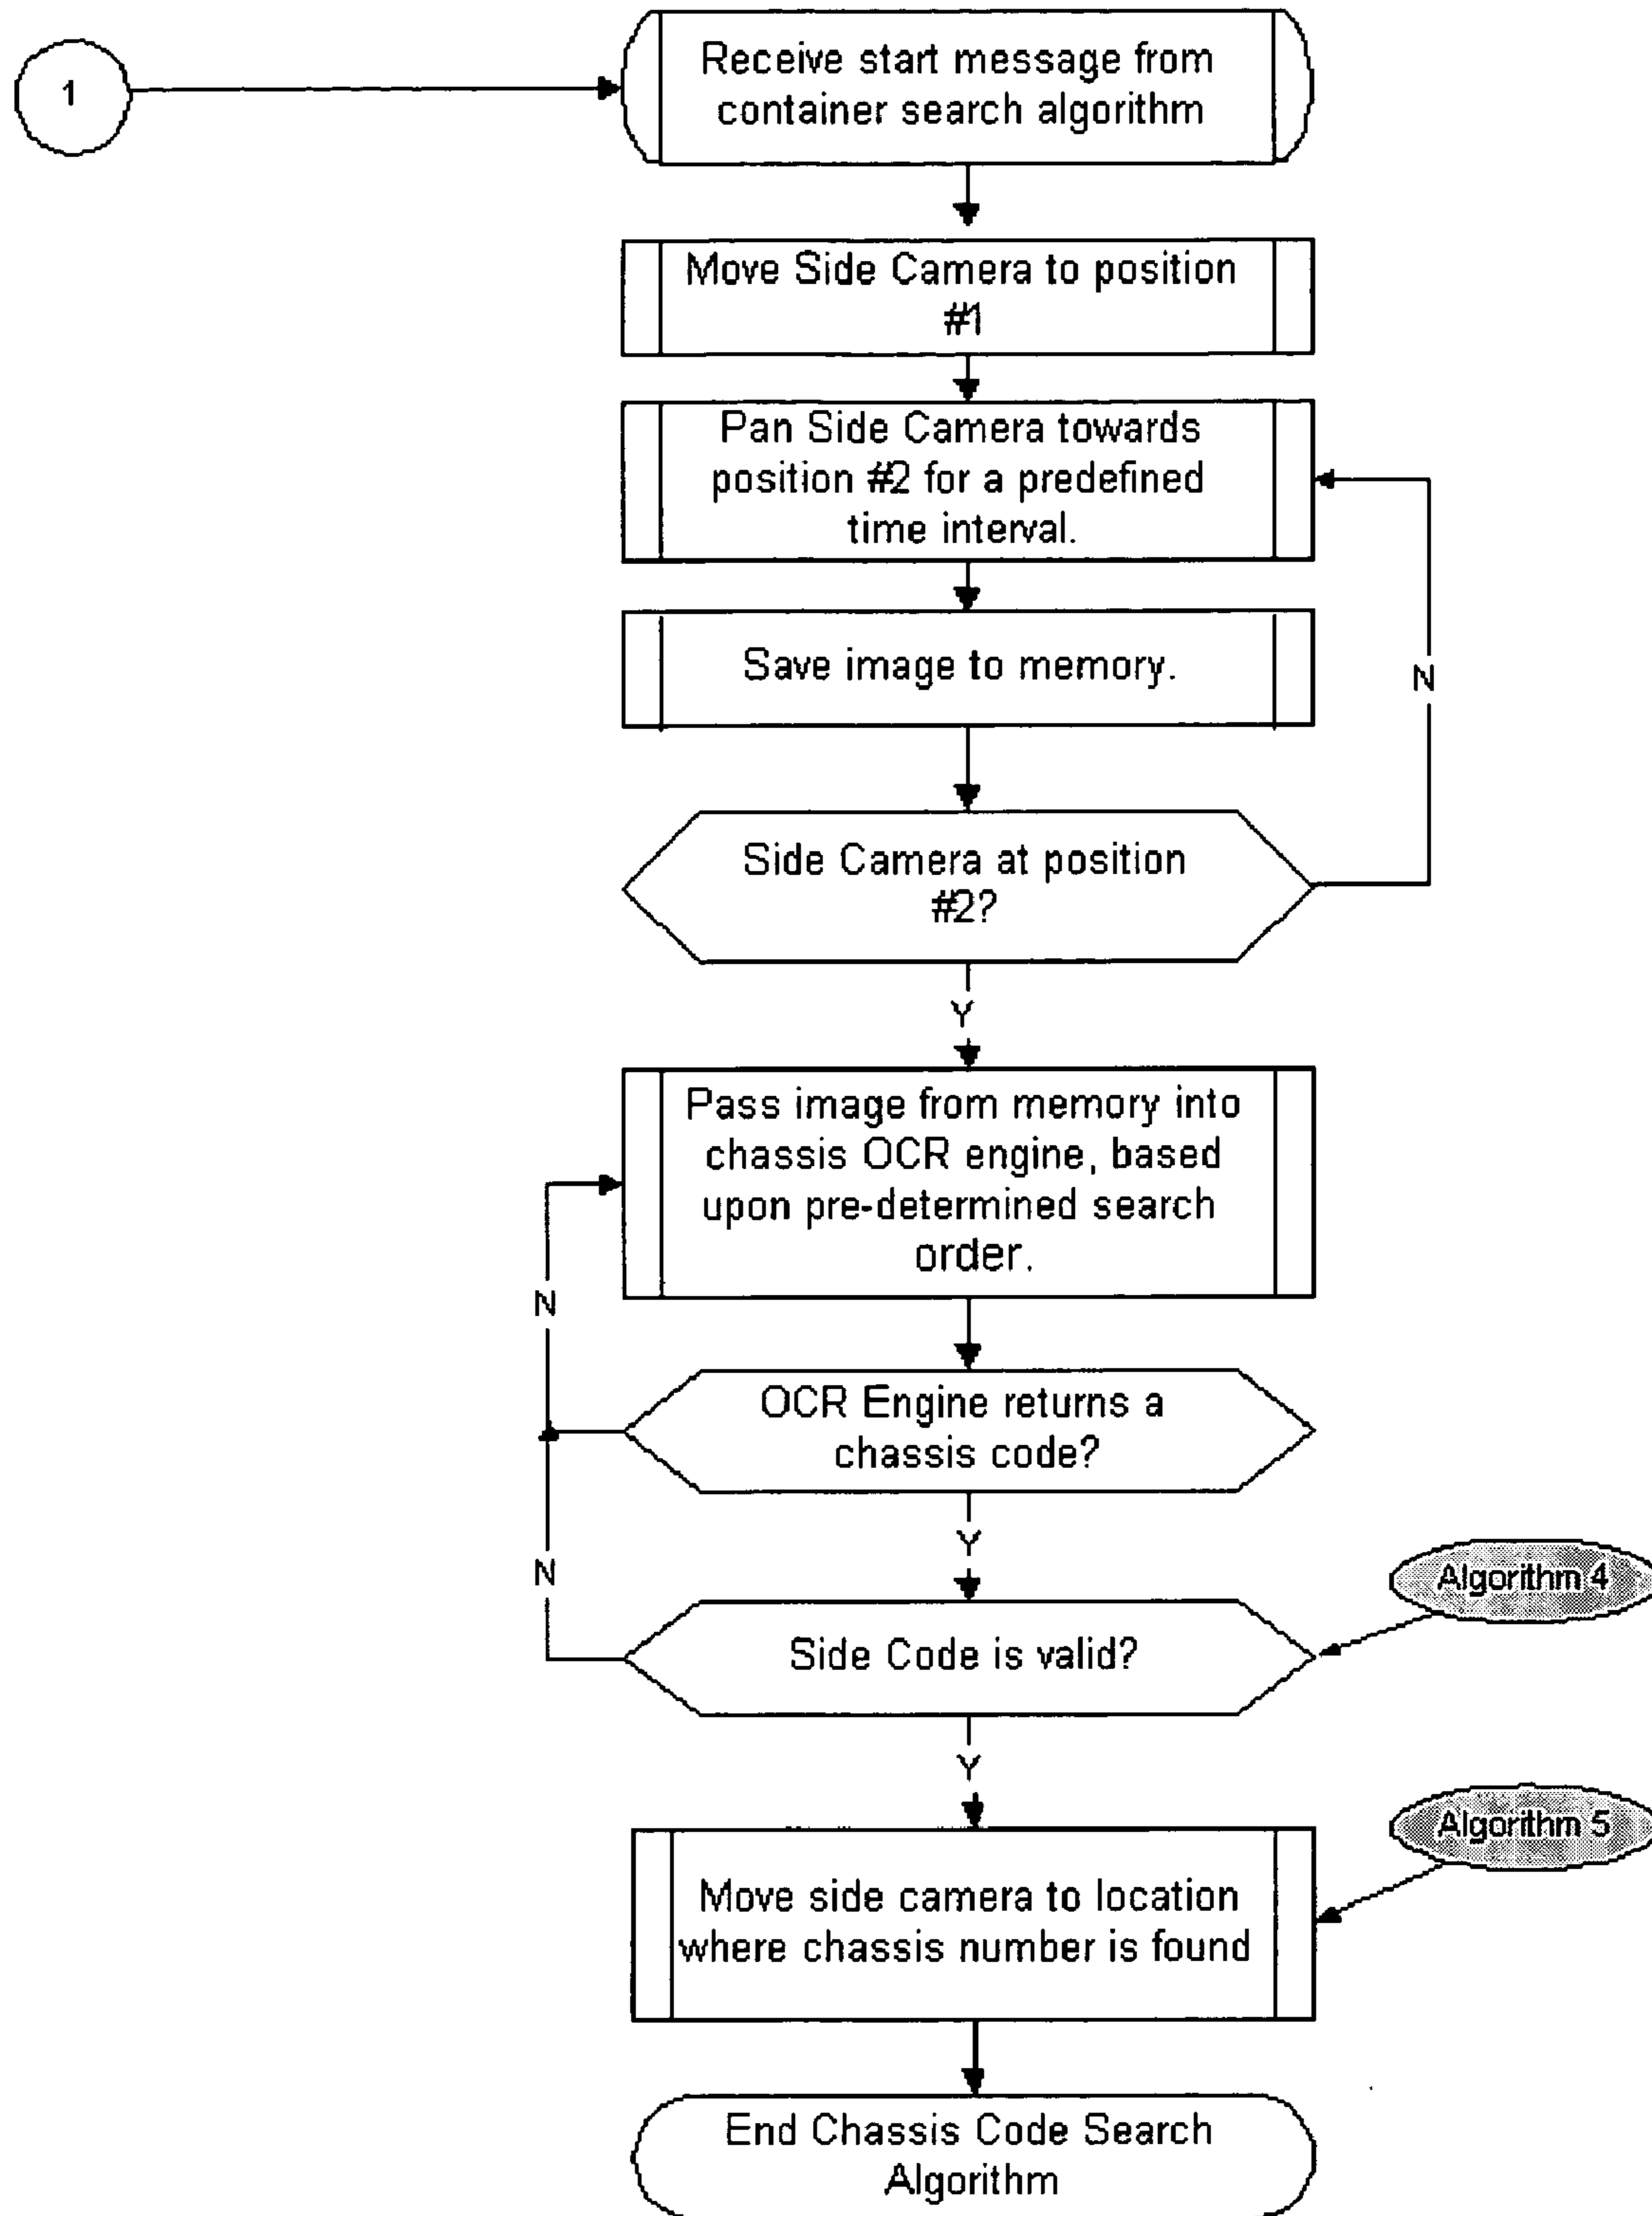 1
Receive start message from
container search algorithm
Move Side Camera to position
#1
Pan Side Camera towards
position #2 for a predefined
time interval.
Save image to memory.
N
Side Camera at position
#2?
Y
Pass image from memory into
chassis OCR engine, based
upon pre-determined search
order.
N
OCR Engine returns a
chassis code?
Y
N
Algorithm 4
Side Code is valid?
Y
Algorithm 5
Move side camera to location
where chassis number is found
End Chassis Code Search
Algorithm